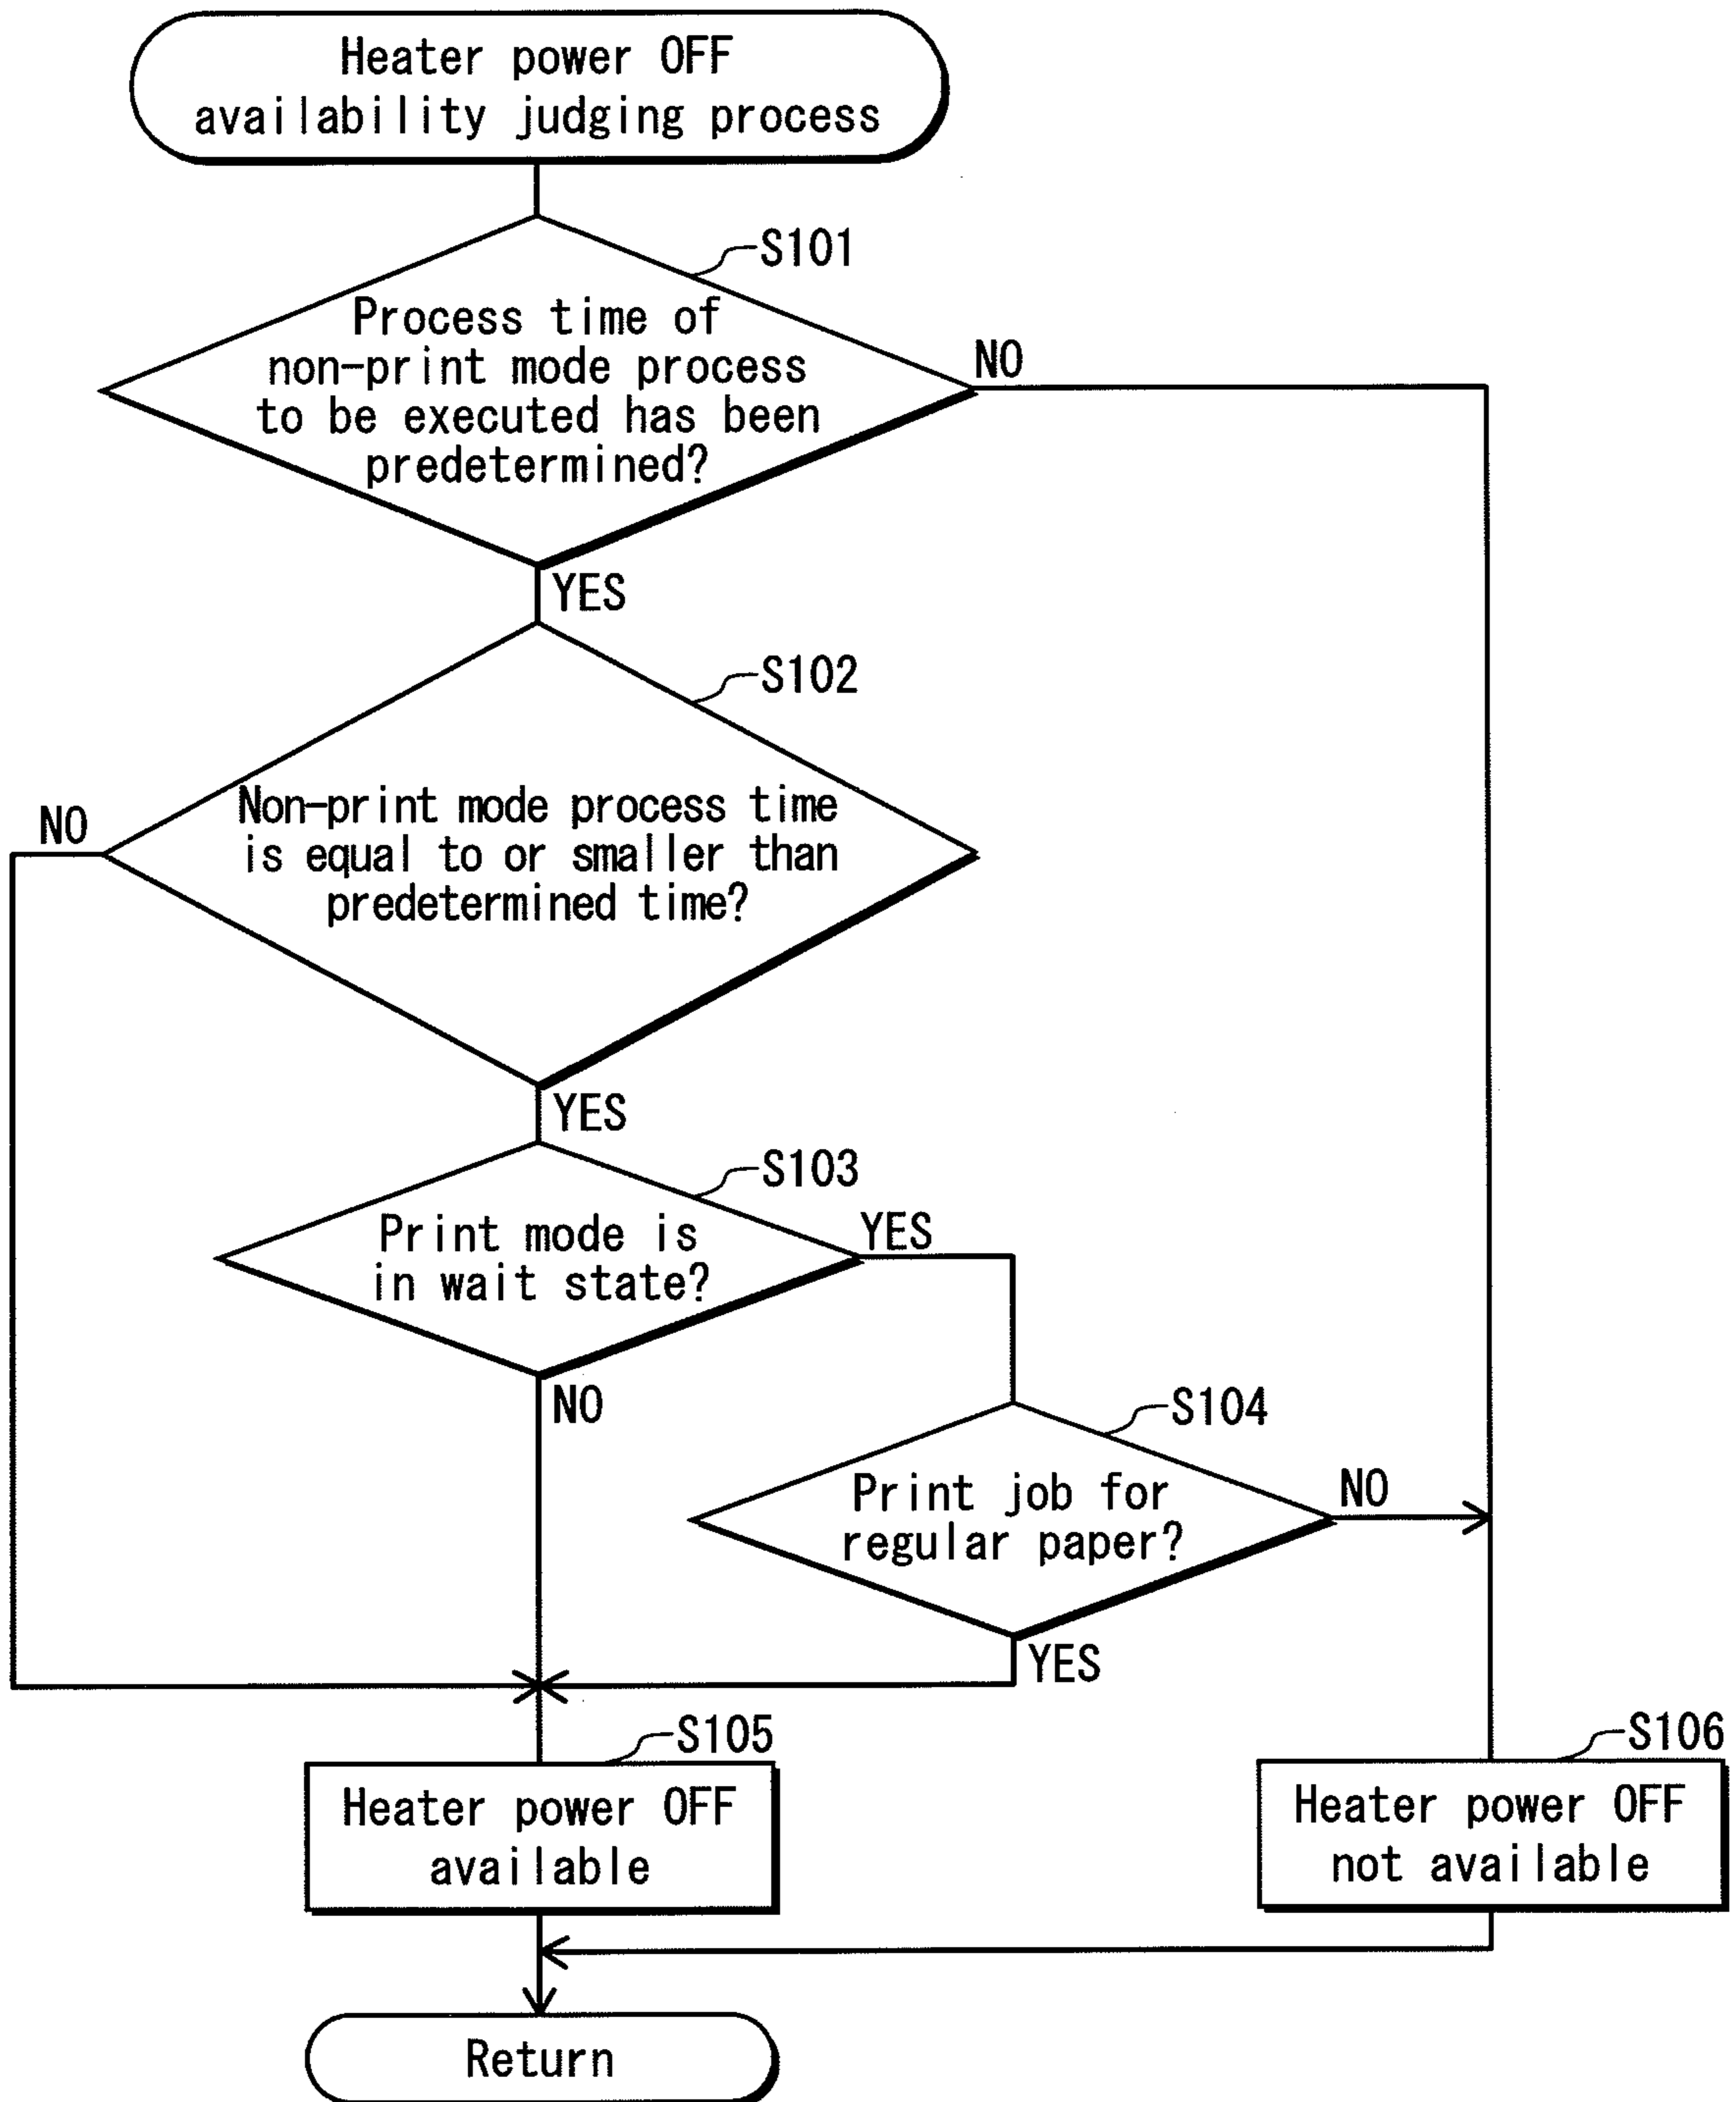 Heater power OFF
availability judging process
S101
Process time of
non-print mode process
to be executed has been
predetermined?
NO
YES
S102
Non-print mode process time
is equal to or smaller than
predetermined time?
NO
YES
S103
Print mode is
in wait state?
YES
NO
S104
Print job for
regular paper?
NO
YES
S105
Heater power OFF
available
S106
Heater power OFF
not available
Return